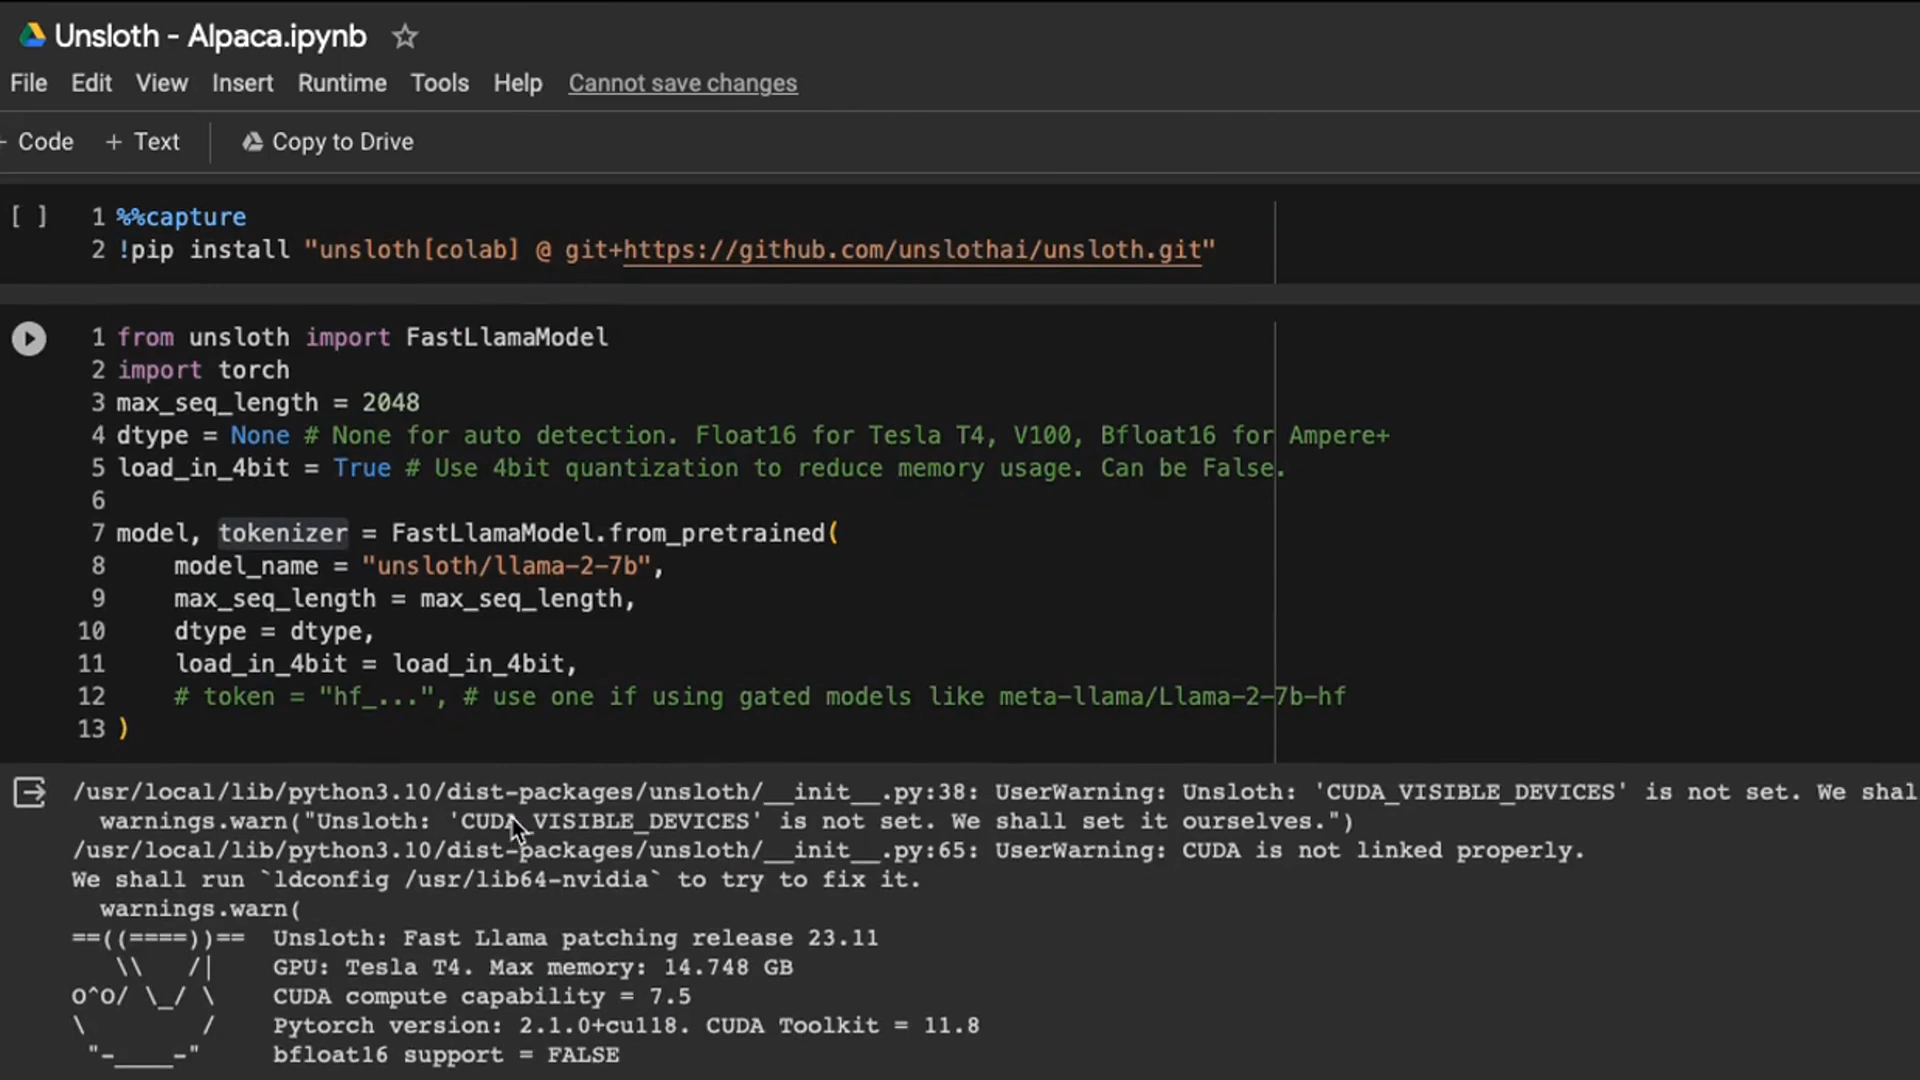 Unsloth - Alpaca.ipynb
File Edit View Insert Runtime Tools Help Cannot save changes
+ Code + Text Copy to Drive
[ ] 1 %%capture
2 !pip install "unsloth[colab] @ git+https://github.com/unslothai/unsloth.git"
1 from unsloth import FastLlamaModel
2 import torch
3 max_seq_length = 2048
4 dtype = None # None for auto detection. Float16 for Tesla T4, V100, Bfloat16 for Ampere+
5 load_in_4bit = True # Use 4bit quantization to reduce memory usage. Can be False.
6
7 model, tokenizer = FastLlamaModel.from_pretrained(
8     model_name = "unsloth/llama-2-7b",
9     max_seq_length = max_seq_length,
10     dtype = dtype,
11     load_in_4bit = load_in_4bit,
12     # token = "hf_...", # use one if using gated models like meta-llama/Llama-2-7b-hf
13 )
/usr/local/lib/python3.10/dist-packages/unsloth/__init__.py:38: UserWarning: Unsloth: 'CUDA_VISIBLE_DEVICES' is not set. We shal
  warnings.warn("Unsloth: 'CUDA_VISIBLE_DEVICES' is not set. We shall set it ourselves.")
/usr/local/lib/python3.10/dist-packages/unsloth/__init__.py:65: UserWarning: CUDA is not linked properly.
We shall run `ldconfig /usr/lib64-nvidia` to try to fix it.
  warnings.warn(
==((====))==  Unsloth: Fast Llama patching release 23.11
   \\   /|    GPU: Tesla T4. Max memory: 14.748 GB
O^O/ \_/ \    CUDA compute capability = 7.5
\        /    Pytorch version: 2.1.0+cu118. CUDA Toolkit = 11.8
 "-____-"     bfloat16 support = FALSE